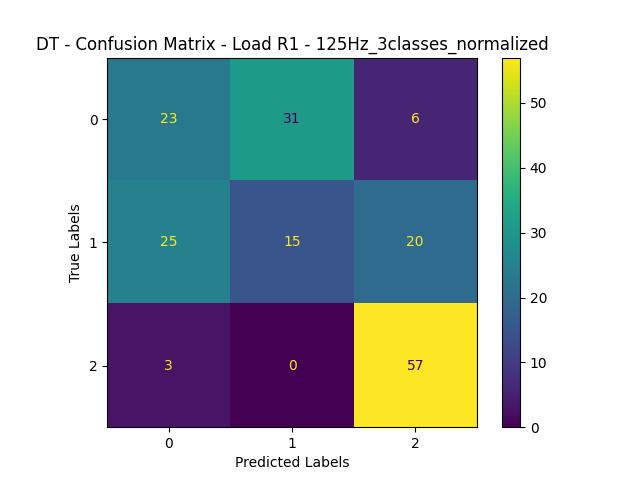 DT - Confusion Matrix - Load R1 - 125Hz_3classes_normalized
0 23 31 6
1 25 15 20
2 3 0 57
0 1 2
True Labels
Predicted Labels
50
40
30
20
10
0